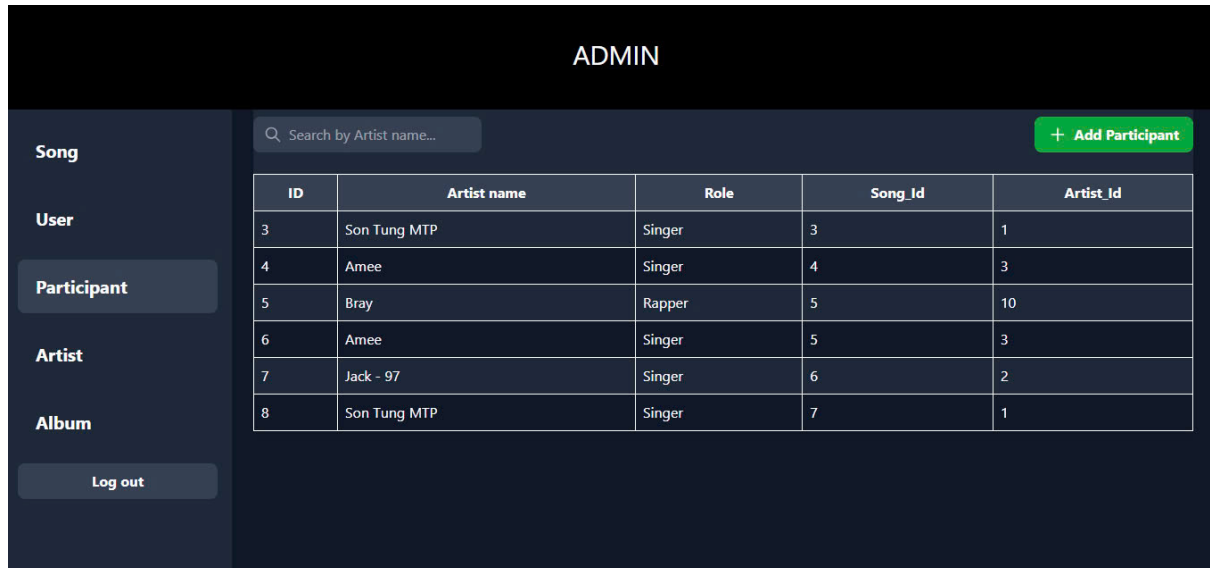 ADMIN
Song
User
Participant
Artist
Album
Log out
Search by Artist name...
+ Add Participant
ID Artist name Role Song_Id Artist_Id
3 Son Tung MTP Singer 3 1
4 Amee Singer 4 3
5 Bray Rapper 5 10
6 Amee Singer 5 3
7 Jack - 97 Singer 6 2
8 Son Tung MTP Singer 7 1